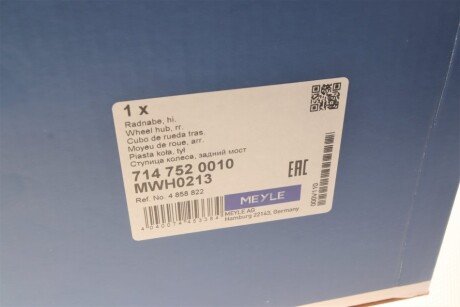 1 x
Radnabe, hi.
Wheel hub, rr.
Cubo de rueda tras.
Moyeu de roue, arr.
Piasta koła, tył
Ступица колеса, задний мост
714 752 0010
MWH0213
Ref. No. 4 858 822
MEYLE
MEYLE AG
Hamburg 22143, Germany
EAC